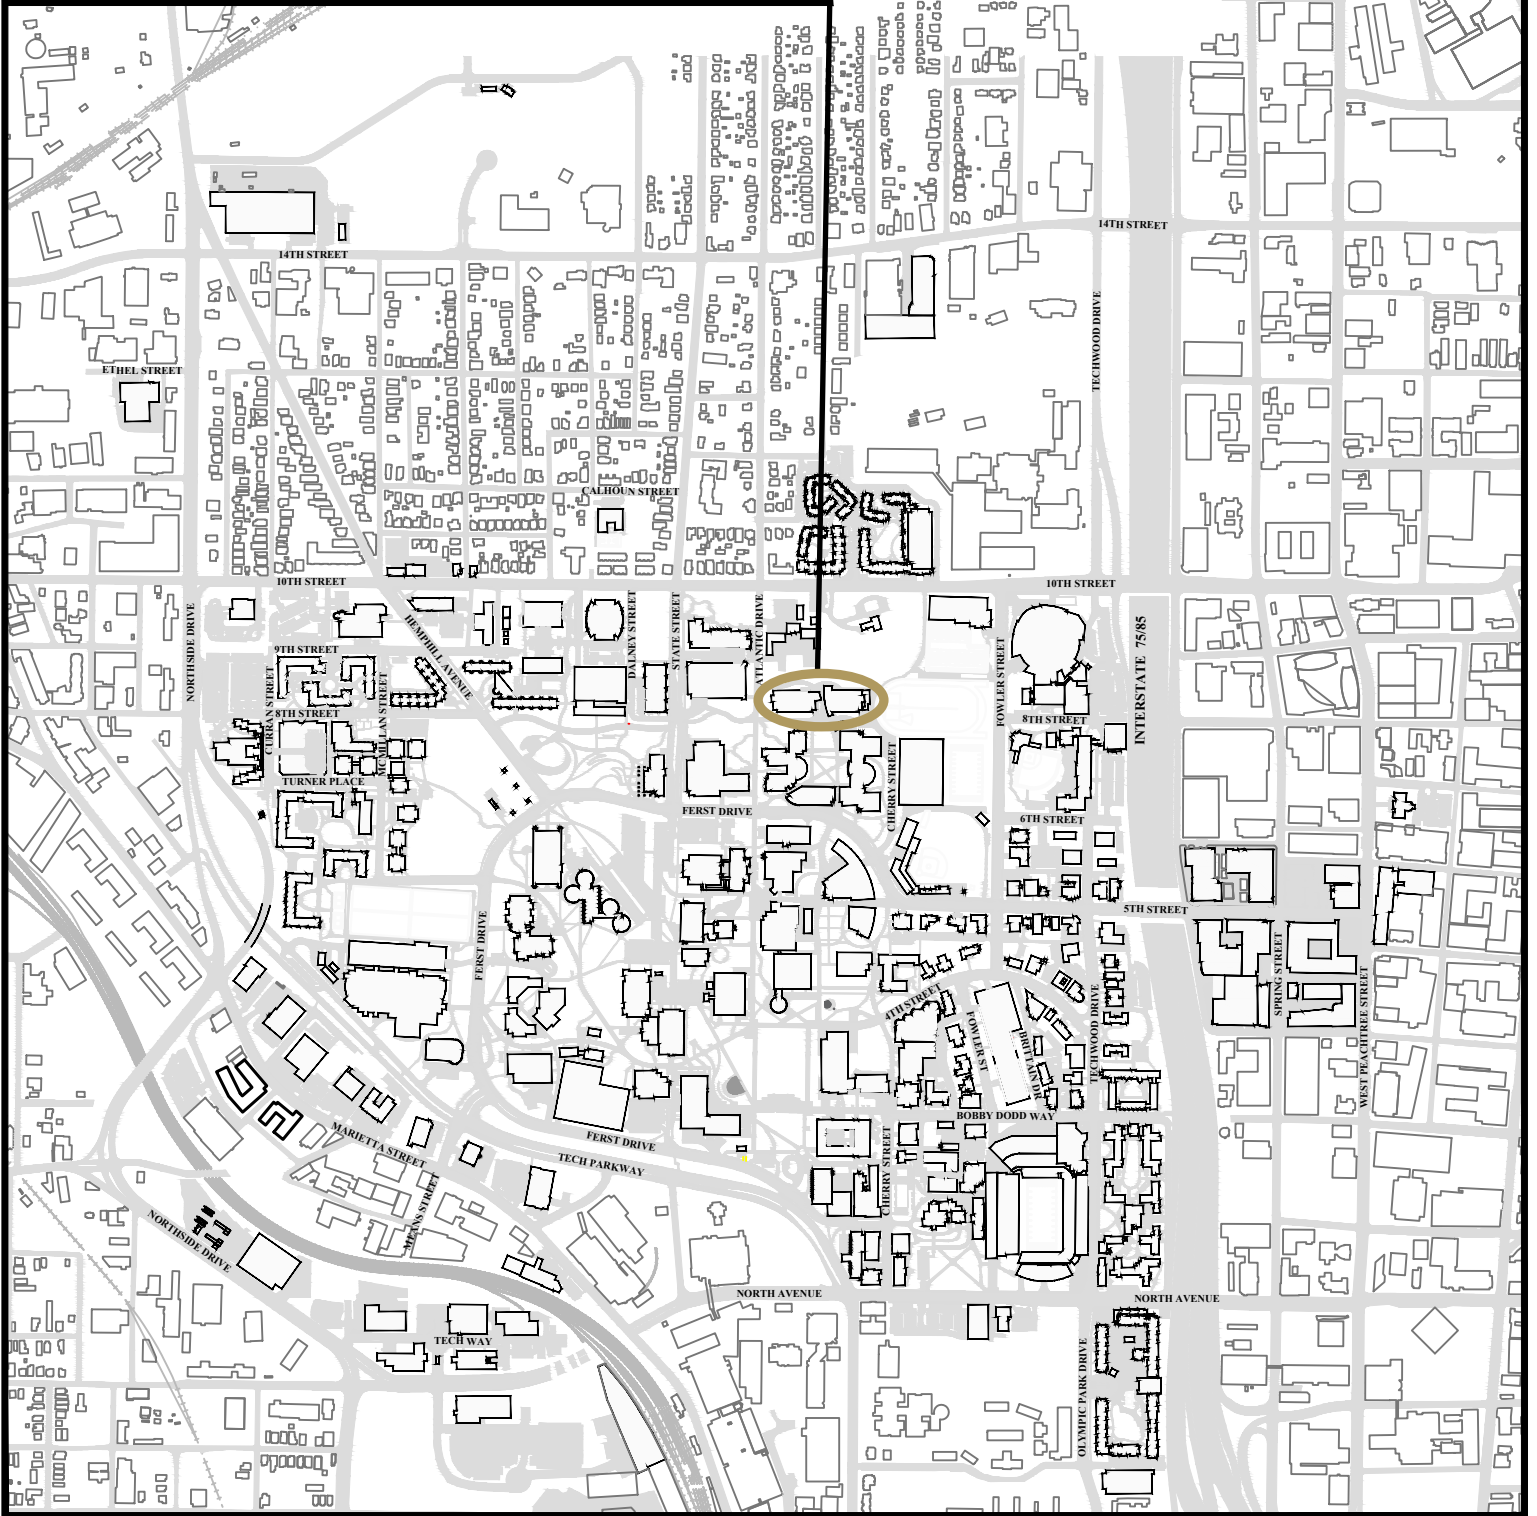 14TH STREET
14TH STREET
TECHWOOD DRIVE
ETHEL STREET
CALHOUN STREET
10TH STREET
10TH STREET
NORTHSIDE DRIVE
HEMPHILL AVENUE
DALNEY STREET
STATE STREET
ATLANTIC DRIVE
FOWLER STREET
INTERSTATE 75/85
9TH STREET
CURRAN STREET
8TH STREET
MCMILLAN STREET
8TH STREET
TURNER PLACE
FERST DRIVE
CHERRY STREET
6TH STREET
5TH STREET
FERST DRIVE
SPRING STREET
WEST PEACHTREE STREET
4TH STREET
FOWLER ST
BRITTAIN DR
TECHWOOD DRIVE
BOBBY DODD WAY
MARIETTA STREET
FERST DRIVE
TECH PARKWAY
CHERRY STREET
MEANS STREET
NORTHSIDE DRIVE
NORTH AVENUE
NORTH AVENUE
TECH WAY
OLYMPIC PARK DRIVE